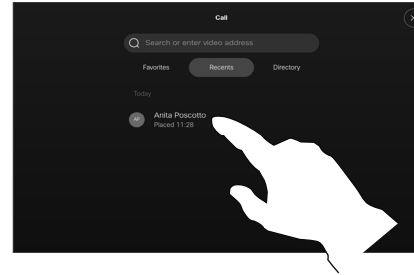 Call
Search or enter video address
Favorites Recents Directory
Today
AP
Anita Poscotto
Placed 11:28